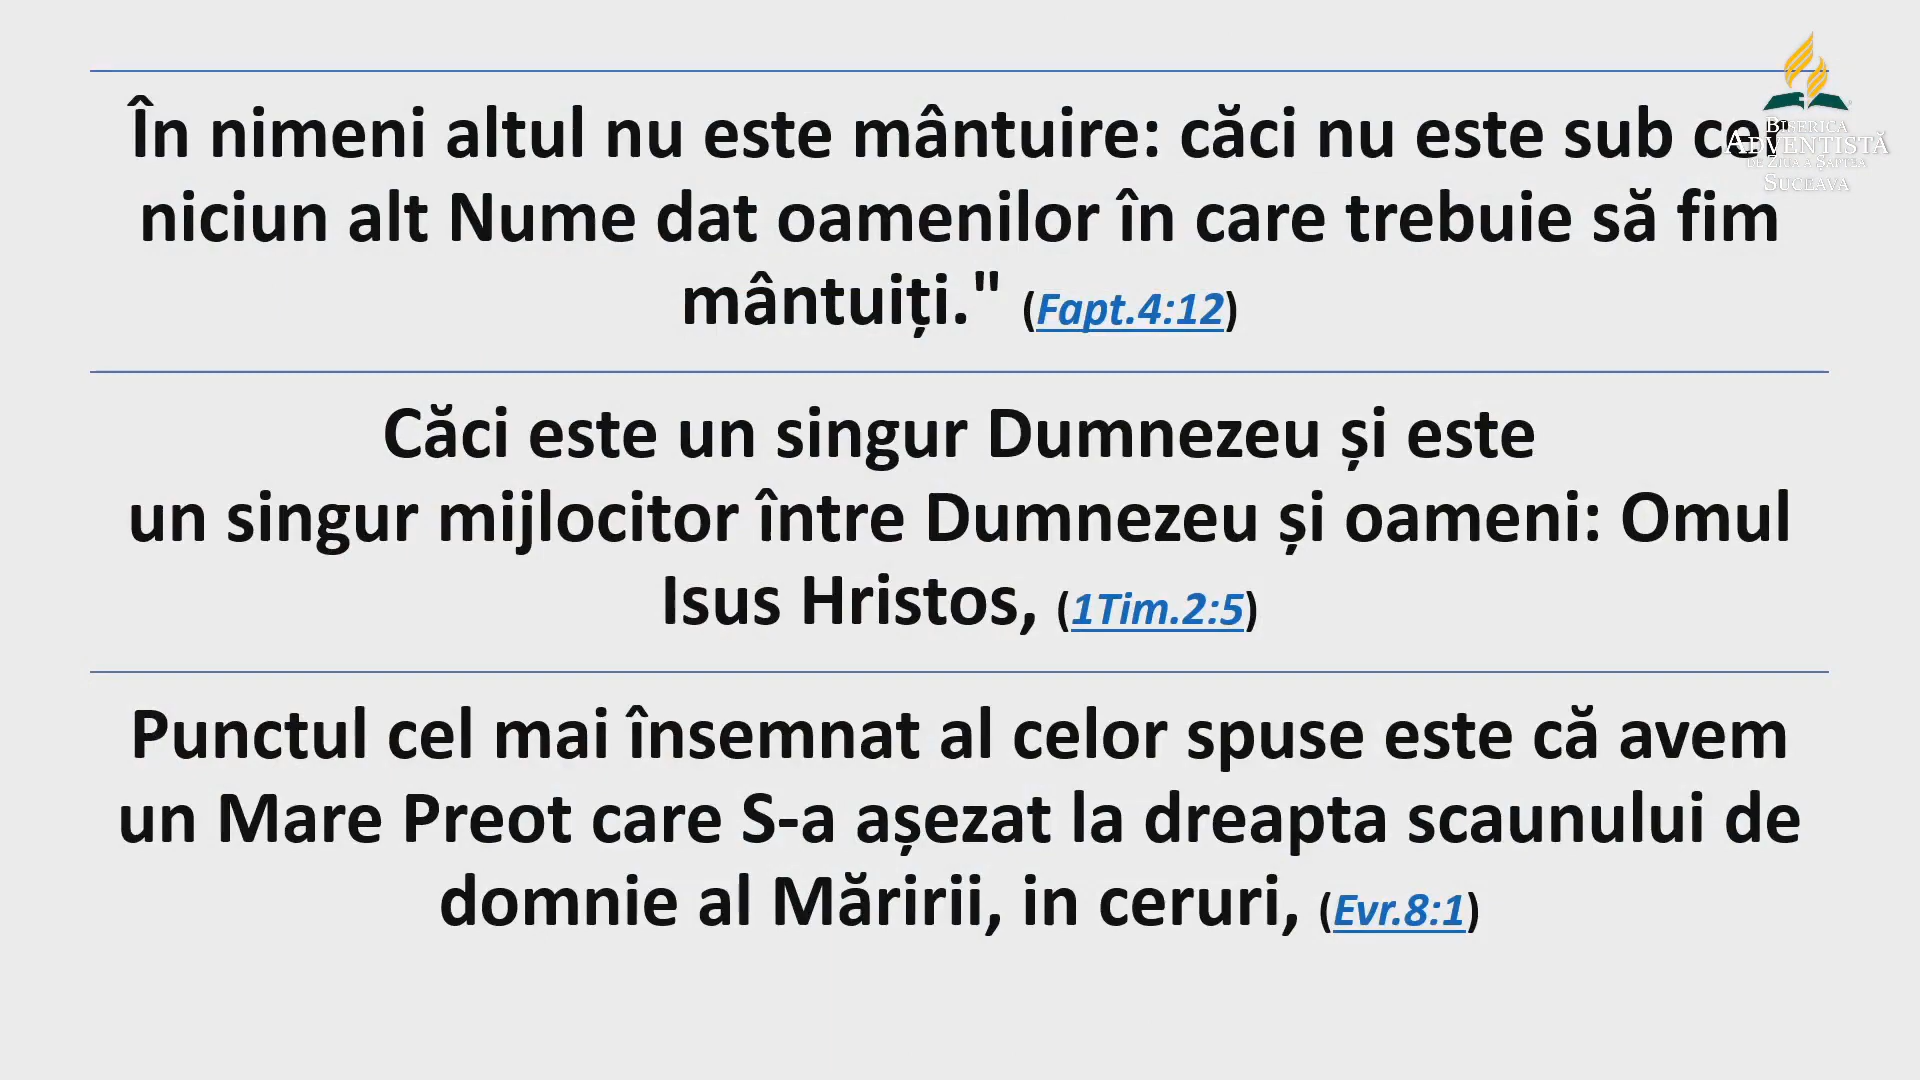 În nimeni altul nu este mântuire: căci nu este sub cer
niciun alt Nume dat oamenilor în care trebuie să fim
mântuiți." (Fapt.4:12)
Căci este un singur Dumnezeu și este
un singur mijlocitor între Dumnezeu și oameni: Omul
Isus Hristos, (1Tim.2:5)
Punctul cel mai însemnat al celor spuse este că avem
un Mare Preot care S-a așezat la dreapta scaunului de
domnie al Măririi, in ceruri, (Evr.8:1)
BISERICA
ADVENTISTĂ
DE ZIUA A ȘAPTEA
SUCEAVA